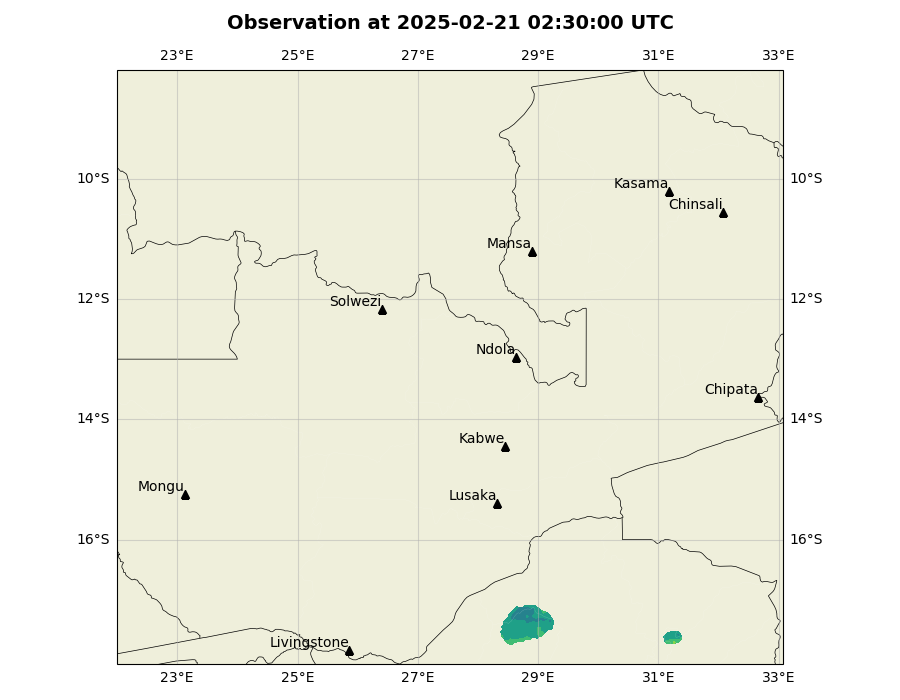 Observation at 2025-02-21 02:30:00 UTC
23°E 25°E 27°E 29°E 31°E 33°E
10°S 10°S
Kasama
Chinsali
Mansa
12°S 12°S
Solwezi
Ndola
Chipata
14°S 14°S
Kabwe
Mongu
Lusaka
16°S 16°S
Livingstone
23°E 25°E 27°E 29°E 31°E 33°E